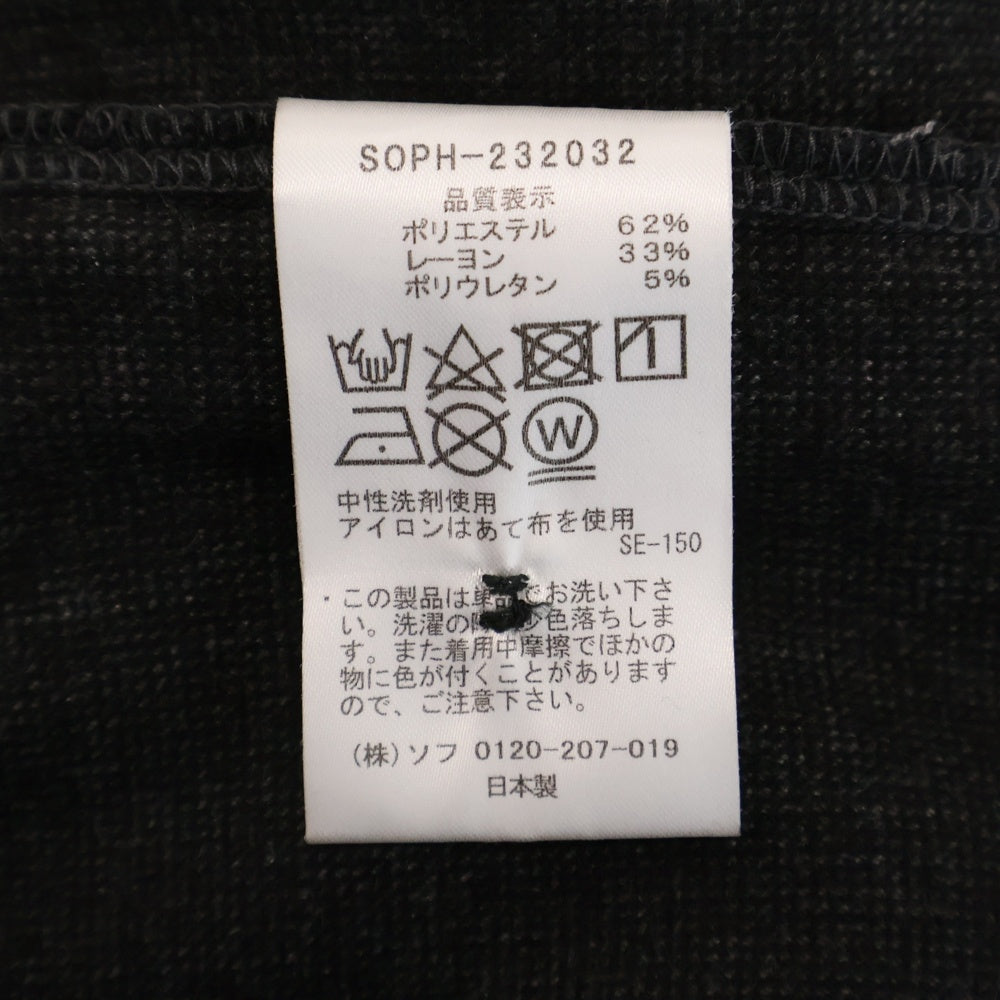 SOPH-232032
品質表示
ポリエステル 62%
レーヨン 33%
ポリウレタン 5%
W
中性洗剤使用
アイロンはあて布を使用
SE-150
・この製品は単品でお洗い下さ
い。洗濯の際 少色落ちしま
す。また着用中摩擦でほかの
物に色が付くことがあります
ので、ご注意下さい。
(株)ソフ 0120-207-019
日本製